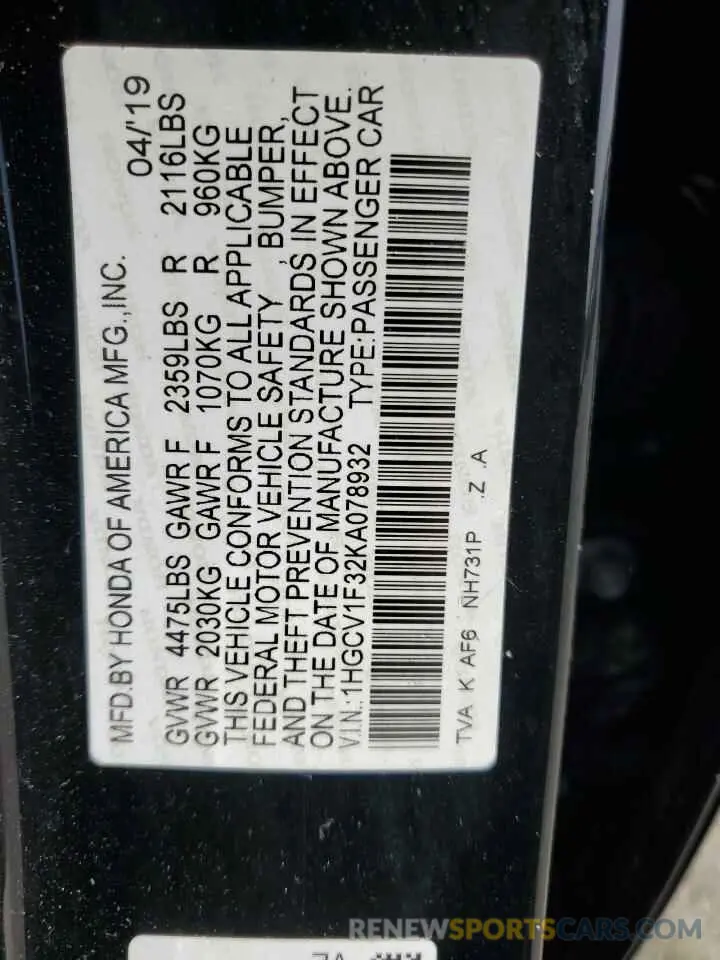 MFD.BY HONDA OF AMERICA MFG.,INC. 04/'19
GVWR 4475LBS GAWR F 2359LBS R 2116LBS
GVWR 2030KG GAWR F 1070KG R 960KG
THIS VEHICLE CONFORMS TO ALL APPLICABLE
FEDERAL MOTOR VEHICLE SAFETY , BUMPER,
AND THEFT PREVENTION STANDARDS IN EFFECT
ON THE DATE OF MANUFACTURE SHOWN ABOVE.
V.I.N.:1HGCV1F32KA078932 TYPE:PASSENGER CAR
TVA K AF6 NH731P .Z .A
RENEWSPORTSCARS.COM